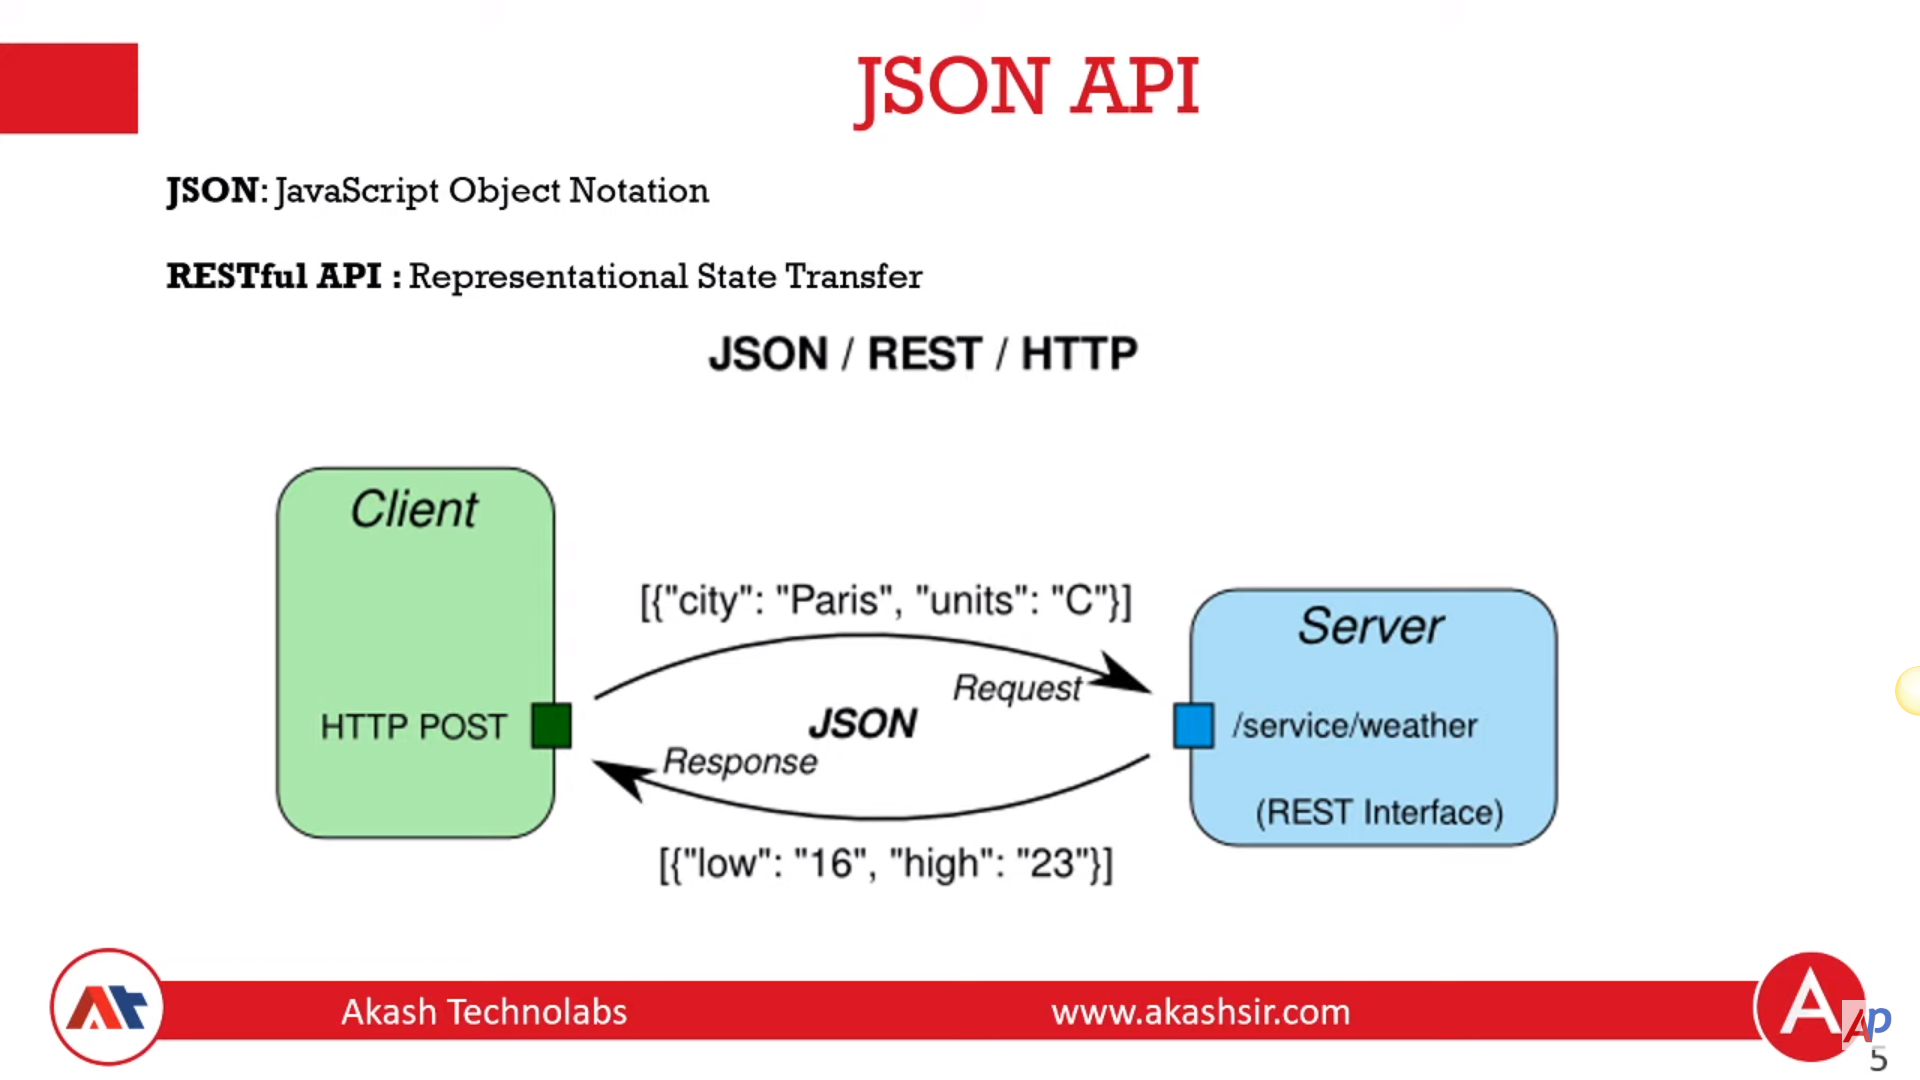 JSON API
JSON: JavaScript Object Notation
RESTful API : Representational State Transfer
JSON / REST / HTTP
Client
[{"city": "Paris", "units": "C"}]
Server
Request
HTTP POST
JSON
/service/weather
Response
(REST Interface)
[{"low": "16", "high": "23"}]
Akash Technolabs
www.akashsir.com
A
Ap
5